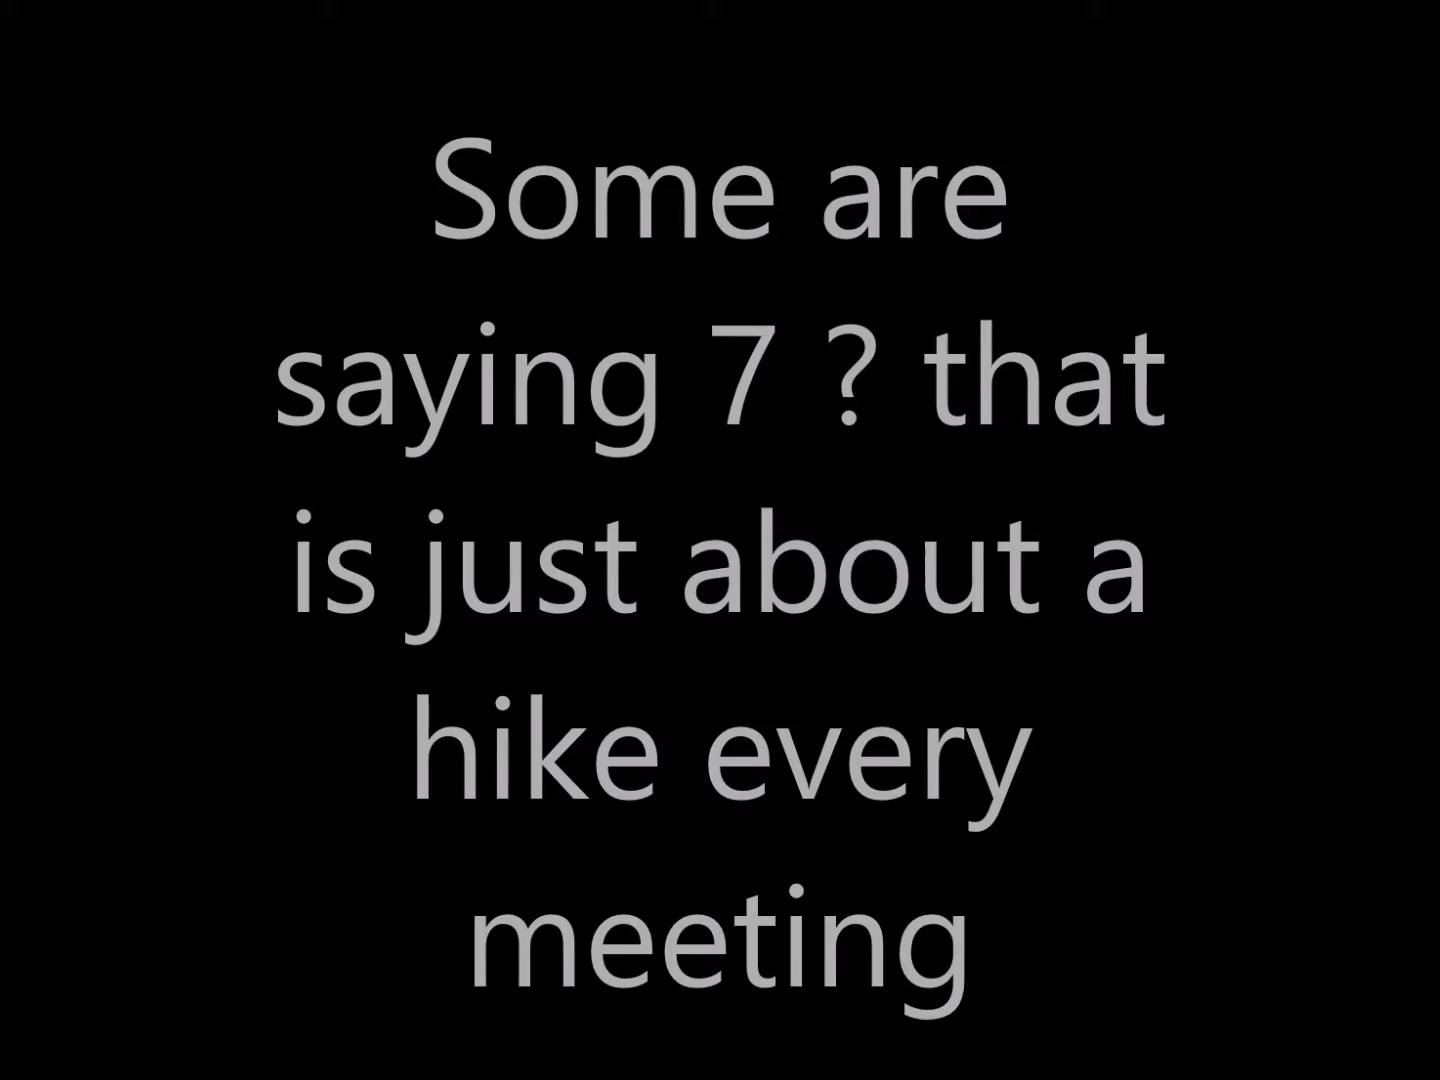 Some are
saying 7 ? that
is just about a
hike every
meeting